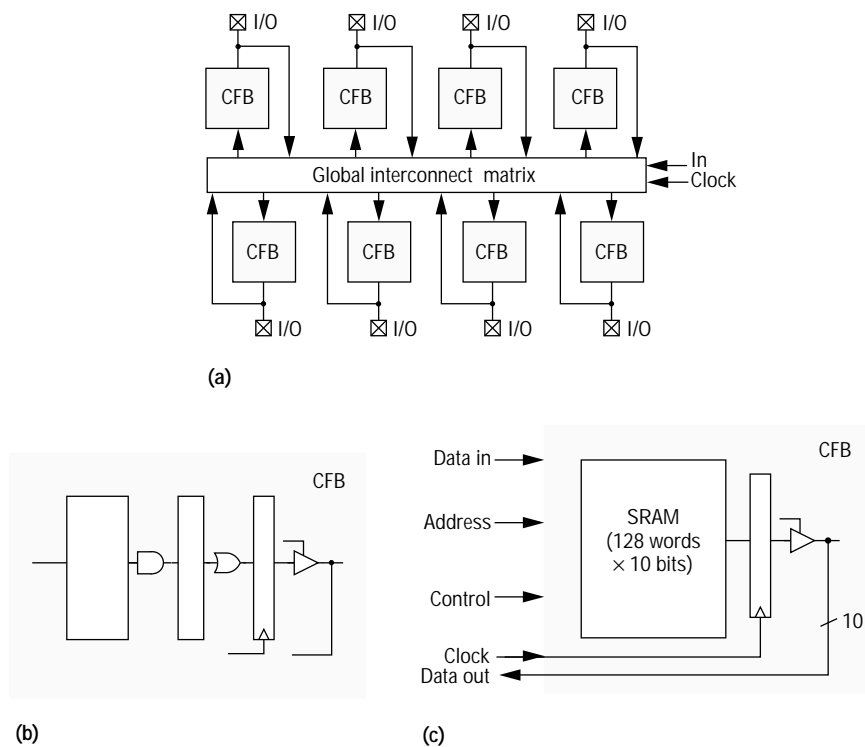 I/O I/O I/O I/O
CFB CFB CFB CFB
In
Global interconnect matrix
Clock
CFB CFB CFB CFB
I/O I/O I/O I/O
(a)
CFB
(b)
CFB
Data in
Address
SRAM
(128 words
× 10 bits)
Control
10
Clock
Data out
(c)